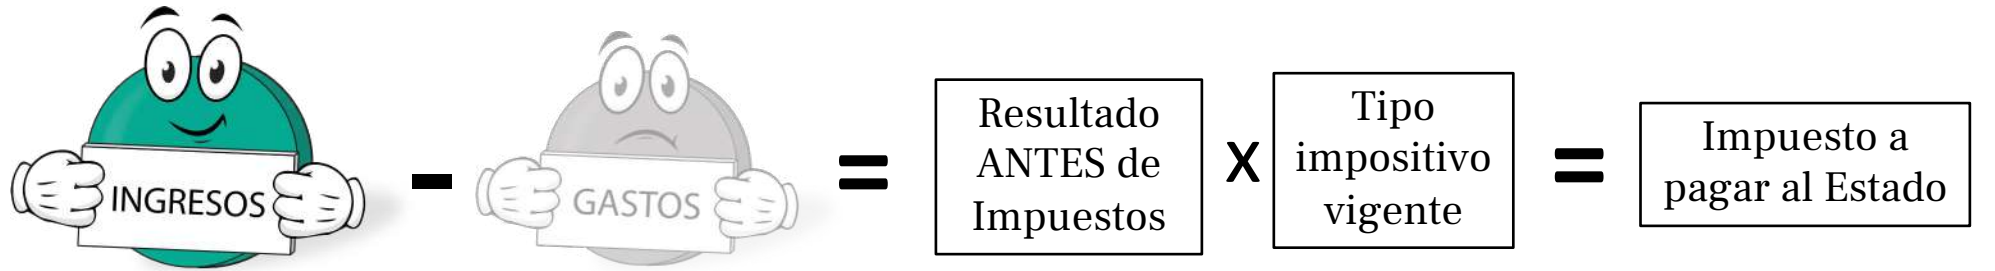 INGRESOS
-
GASTOS
=
Resultado
ANTES de
Impuestos
X
Tipo
impositivo
vigente
=
Impuesto a
pagar al Estado